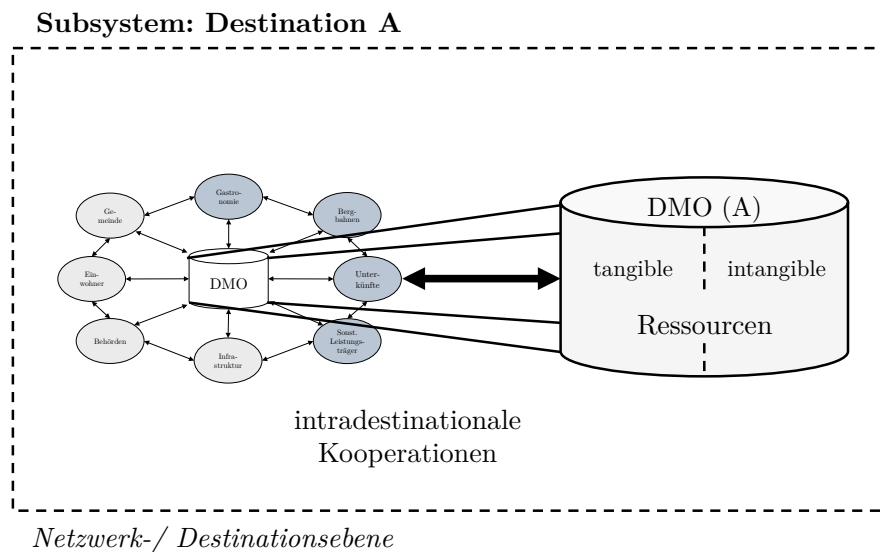 Subsystem: Destination A
Gastro-
nomie
Ge-
meinde
Berg-
bahnen
Ein-
wohner
DMO
Unter-
künfte
Behörden
Infra-
struktur
Sonst.
Leistungs-
träger
DMO (A)
tangible
intangible
Ressourcen
intradestinationale
Kooperationen
Netzwerk-/ Destinationsebene